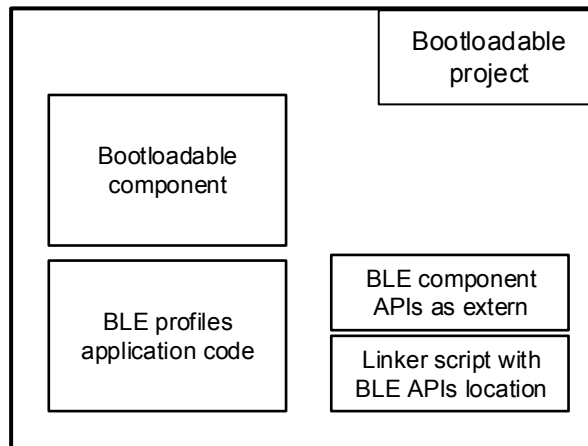 Bootloadable
project
Bootloadable
component
BLE profiles
application code
BLE component
APIs as extern
Linker script with
BLE APIs location